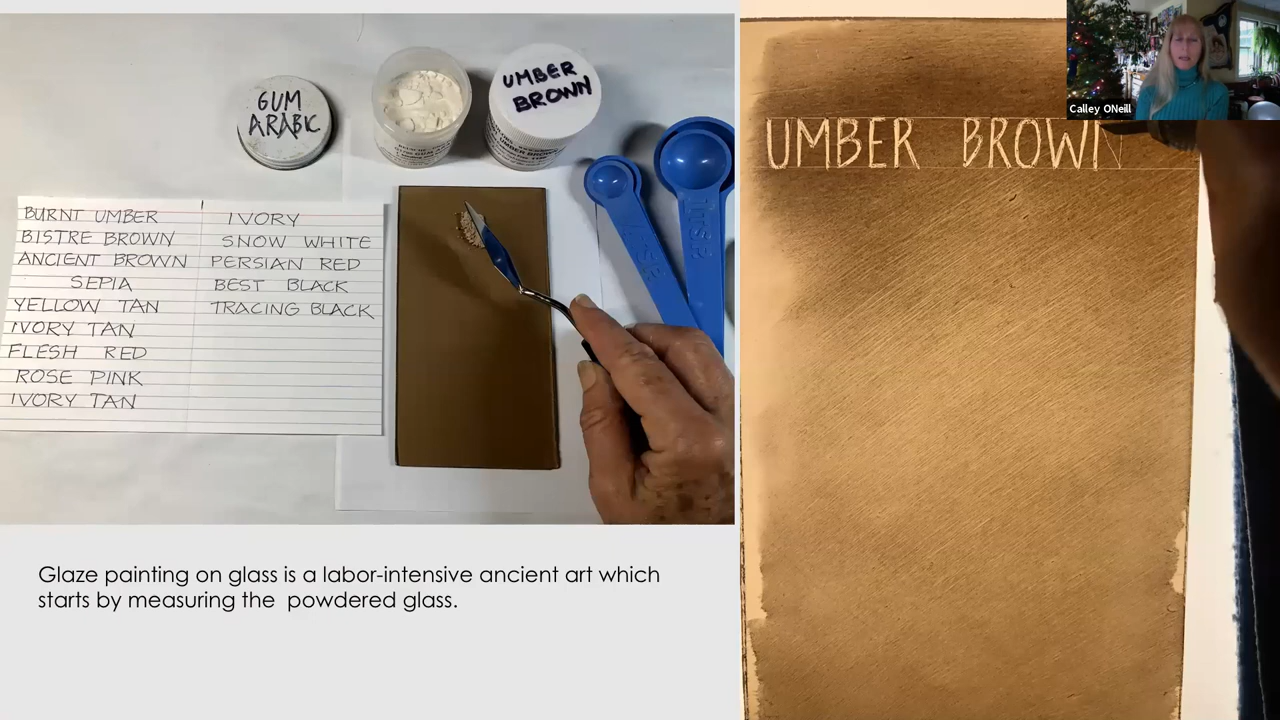 GUM
ARABIC
UMBER
BROWN
BURNT UMBER
BISTRE BROWN
ANCIENT BROWN
SEPIA
YELLOW TAN
IVORY TAN
FLESH RED
ROSE PINK
IVORY TAN
IVORY
SNOW WHITE
PERSIAN RED
BEST BLACK
TRACING BLACK
Glaze painting on glass is a labor-intensive ancient art which
starts by measuring the powdered glass.
UMBER BROWN
Calley ONeill